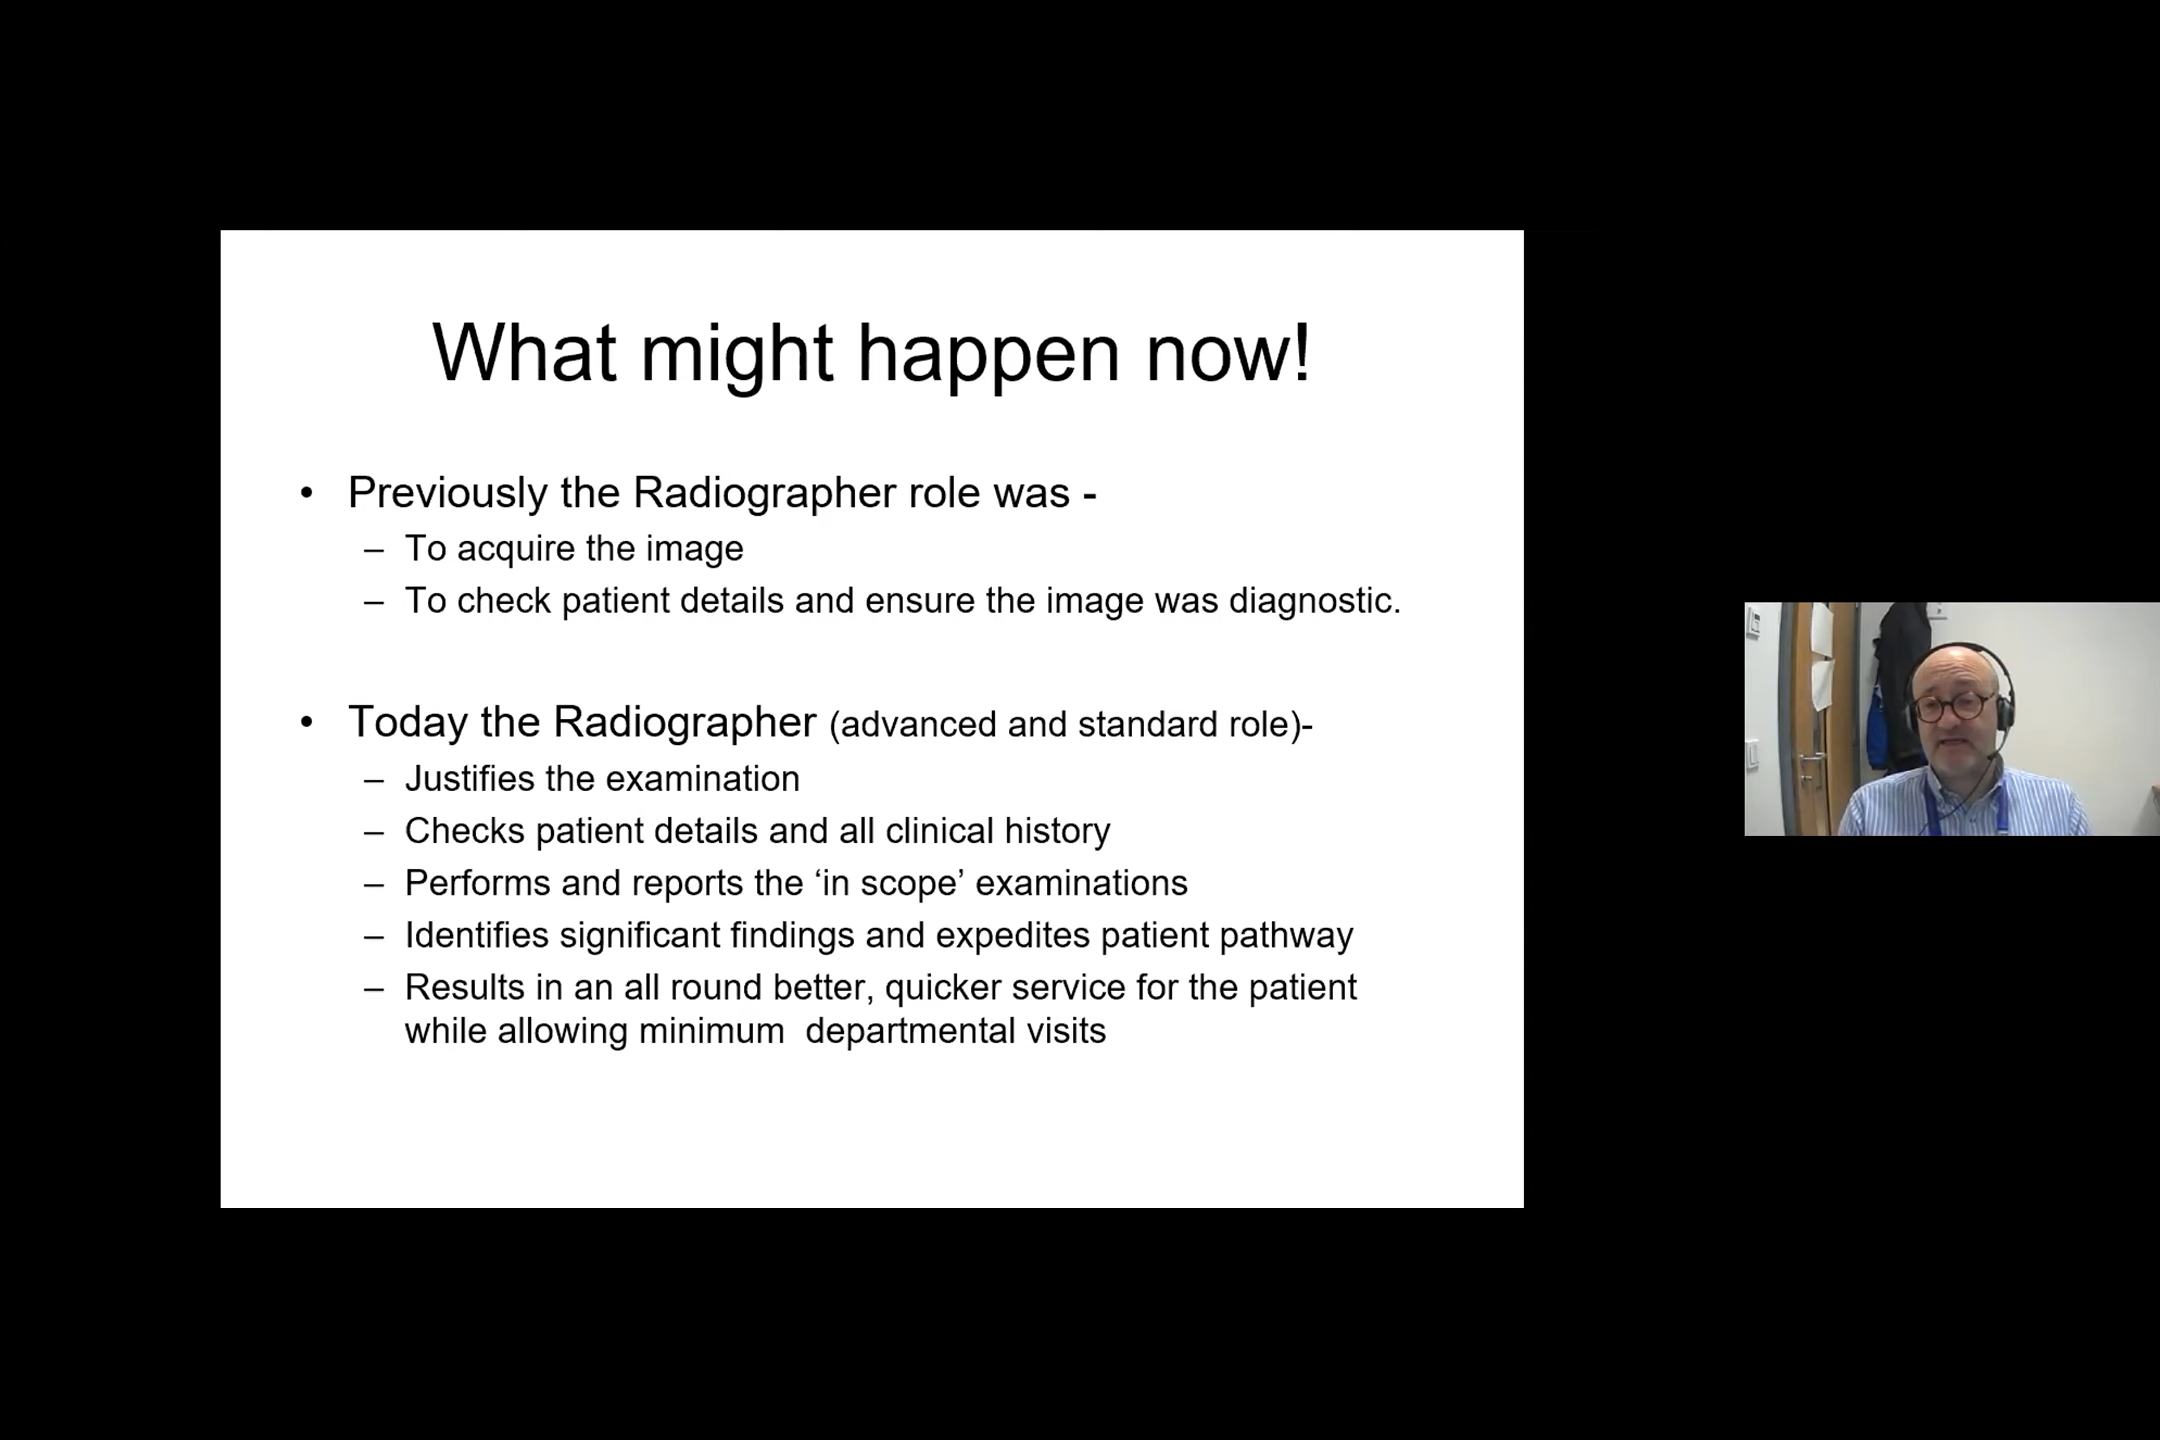 What might happen now!
• Previously the Radiographer role was -
– To acquire the image
– To check patient details and ensure the image was diagnostic.
• Today the Radiographer (advanced and standard role)-
– Justifies the examination
– Checks patient details and all clinical history
– Performs and reports the ‘in scope’ examinations
– Identifies significant findings and expedites patient pathway
– Results in an all round better, quicker service for the patient
while allowing minimum  departmental visits